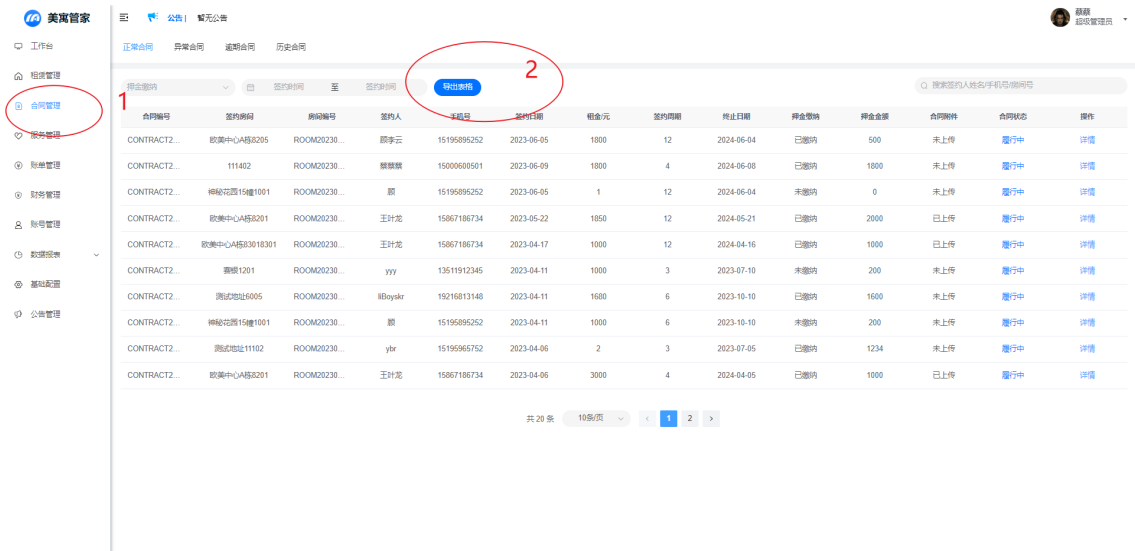 美寓管家
公告 | 暂无公告
蔡蔡
超级管理员
工作台
租赁管理
合同管理
服务管理
账单管理
财务管理
账号管理
数据报表
基础配置
公告管理
正常合同 异常合同 逾期合同 历史合同
押金缴纳 签约时间 至 签约时间 导出表格 搜索签约人姓名/手机号/房间号
1
2
合同编号 签约房间 房间编号 签约人 手机号 签约日期 租金/元 签约周期 终止日期 押金缴纳 押金金额 合同附件 合同状态 操作
CONTRACT2... 欧美中心A栋8205 ROOM20230... 顾李云 15195895252 2023-06-05 1800 12 2024-06-04 已缴纳 500 未上传 履行中 详情
CONTRACT2... 111402 ROOM20230... 蔡蔡蔡 15000600501 2023-06-09 1800 4 2024-06-08 已缴纳 1800 未上传 履行中 详情
CONTRACT2... 神秘花园15幢1001 ROOM20230... 顾 15195895252 2023-06-05 1 12 2024-06-04 未缴纳 0 未上传 履行中 详情
CONTRACT2... 欧美中心A栋8201 ROOM20230... 王叶龙 15867186734 2023-05-22 1850 12 2024-05-21 已缴纳 2000 已上传 履行中 详情
CONTRACT2... 欧美中心A栋83018301 ROOM20230... 王叶龙 15867186734 2023-04-17 1000 12 2024-04-16 已缴纳 1000 已上传 履行中 详情
CONTRACT2... 赛银1201 ROOM20230... yyy 13511912345 2023-04-11 1000 3 2023-07-10 未缴纳 200 未上传 履行中 详情
CONTRACT2... 测试地址6005 ROOM20230... liBoyskr 19216813148 2023-04-11 1680 6 2023-10-10 已缴纳 1600 未上传 履行中 详情
CONTRACT2... 神秘花园15幢1001 ROOM20230... 顾 15195895252 2023-04-11 1000 6 2023-10-10 未缴纳 200 未上传 履行中 详情
CONTRACT2... 测试地址11102 ROOM20230... ybr 15195965752 2023-04-06 2 3 2023-07-05 已缴纳 1234 未上传 履行中 详情
CONTRACT2... 欧美中心A栋8201 ROOM20230... 王叶龙 15867186734 2023-04-06 3000 4 2024-04-05 已缴纳 1000 已上传 履行中 详情
共 20 条 10条/页 1 2